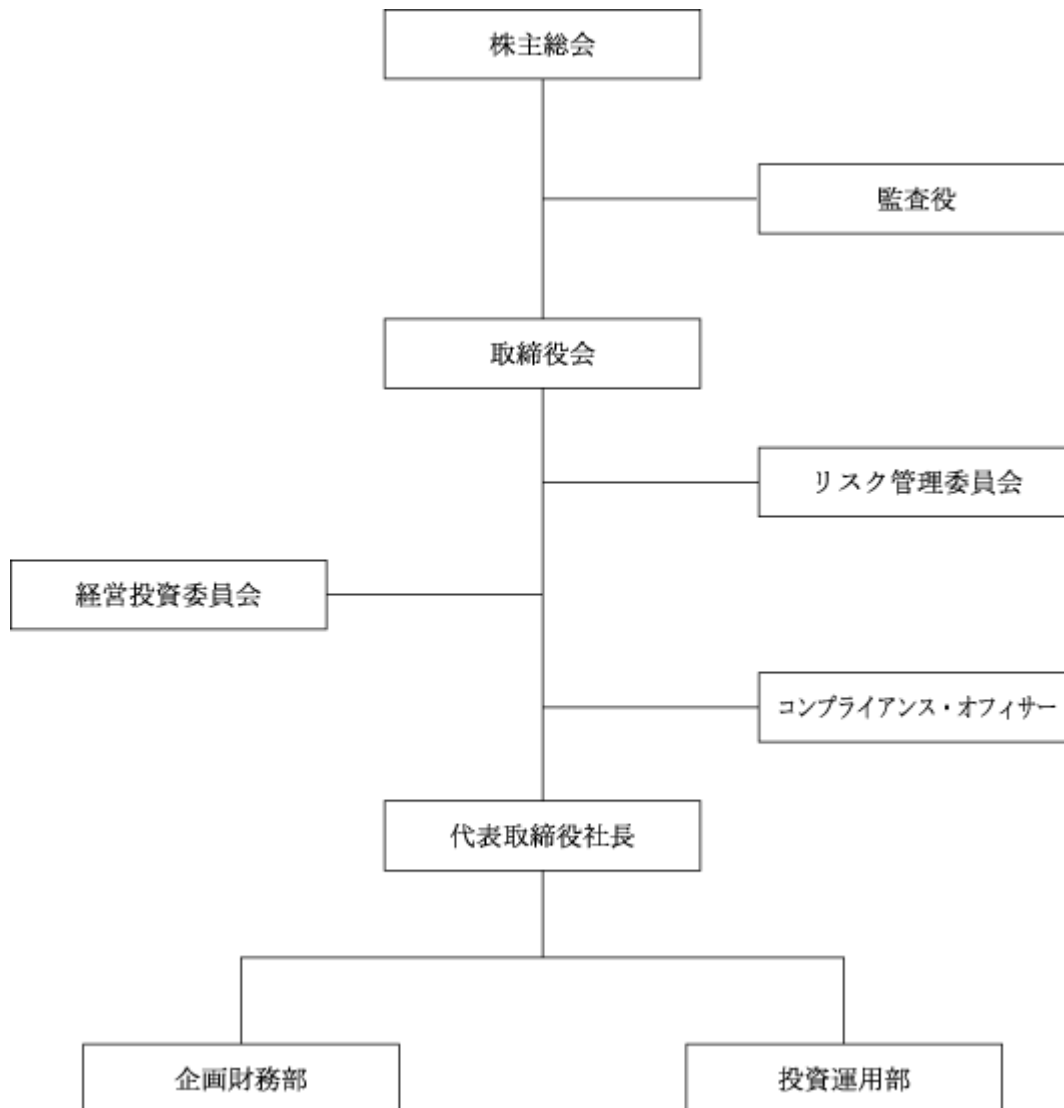 株主総会
監査役
取締役会
リスク管理委員会
経営投資委員会
コンプライアンス・オフィサー
代表取締役社長
企画財務部
投資運用部